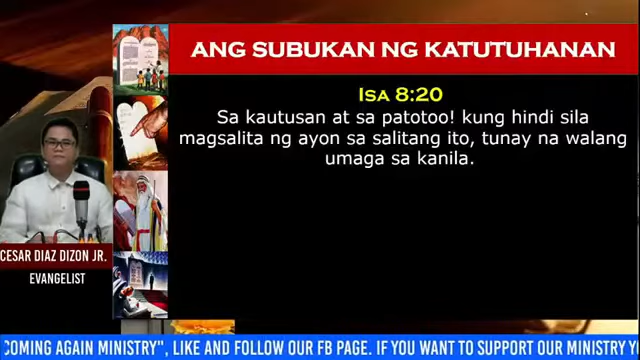 ANG SUBUKAN NG KATUTUHANAN
ISA 8:20
Sa kautusan at sa patotoo! kung hindi sila
magsalita ng ayon sa salitang ito, tunay na walang
umaga sa kanila.
CESAR DIAZ DIZON JR.
EVANGELIST
COMING AGAIN MINISTRY", LIKE AND FOLLOW OUR FB PAGE. IF YOU WANT TO SUPPORT OUR MINISTRY Y